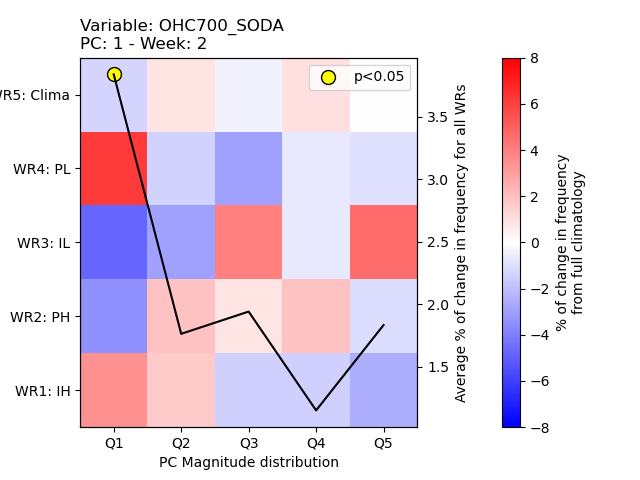 Variable: OHC700_SODA
PC: 1 - Week: 2
p<0.05
WR5: Clima
WR4: PL
WR3: IL
WR2: PH
WR1: IH
Q1 Q2 Q3 Q4 Q5
PC Magnitude distribution
3.5
3.0
2.5
2.0
1.5
Average % of change in frequency for all WRs
8
6
4
2
0
−2
−4
−6
−8
% of change in frequency
from full climatology